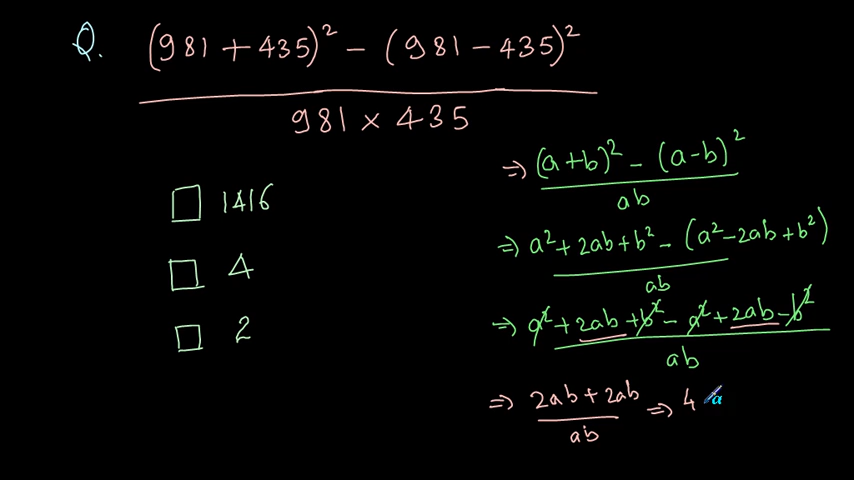 Q. (981 + 435)² − (981 − 435)²
981 × 435
□ 1416
□ 4
□ 2
⇒ (a+b)² − (a-b)²
ab
⇒ a² + 2ab + b² − (a² − 2ab + b²)
ab
⇒ a² + 2ab + b² − a² + 2ab − b²
ab
⇒ 2ab + 2ab ⇒ 4
ab